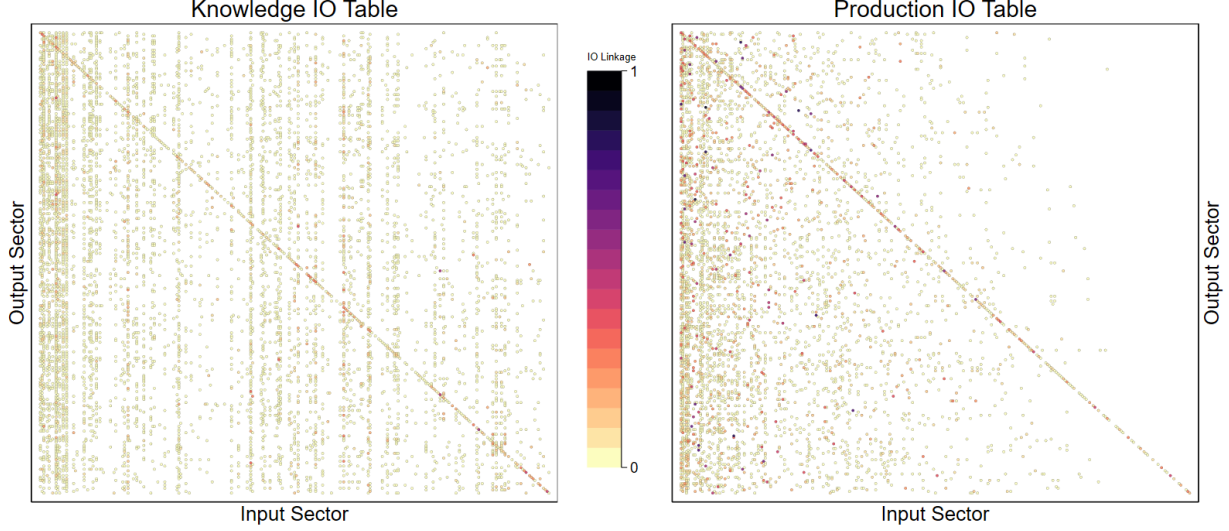 Knowledge IO Table
Production IO Table
IO Linkage
1
0
Output Sector
Output Sector
Input Sector
Input Sector